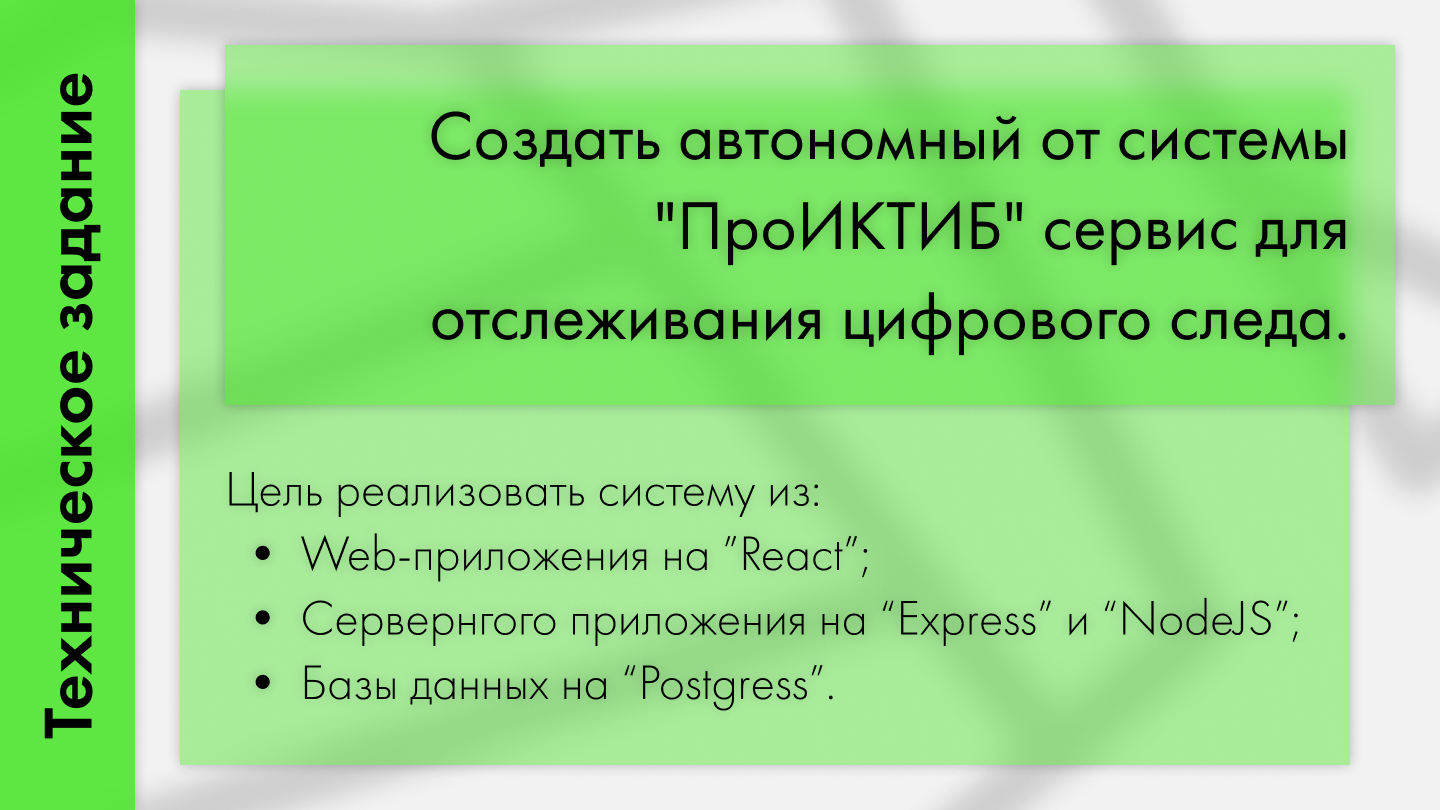 Техническое задание
Создать автономный от системы
"ПроИКТИБ" сервис для
отслеживания цифрового следа.
Цель реализовать систему из:
• Web-приложения на ”React”;
• Сервернгого приложения на “Express” и “NodeJS”;
• Базы данных на “Postgress”.